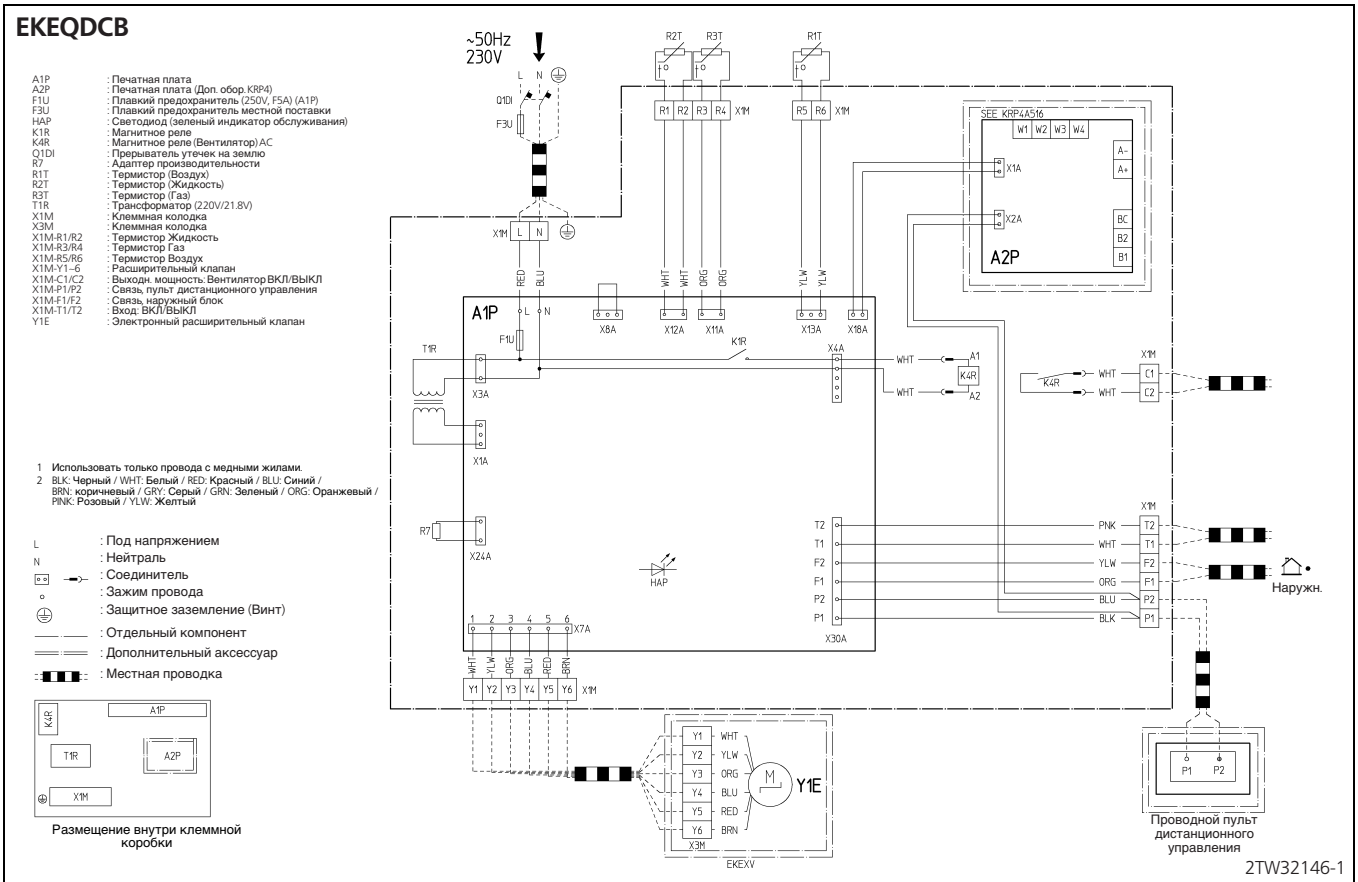 EKEQDCB
A1P : Печатная плата
A2P : Печатная плата (Доп. обор. KRP4)
F1U : Плавкий предохранитель (250V, F5A) (A1P)
F3U : Плавкий предохранитель местной поставки
HAP : Светодиод (зеленый индикатор обслуживания)
K1R : Магнитное реле
K4R : Магнитное реле (Вентилятор) AC
Q1DI : Прерыватель утечек на землю
R7 : Адаптер производительности
R1T : Термистор (Воздух)
R2T : Термистор (Жидкость)
R3T : Термистор (Газ)
T1R : Трансформатор (220V/21.8V)
X1M : Клеммная колодка
X3M : Клеммная колодка
X1M-R1/R2 : Термистор Жидкость
X1M-R3/R4 : Термистор Газ
X1M-R5/R6 : Термистор Воздух
X1M-Y1~6 : Расширительный клапан
X1M-C1/C2 : Выходн. мощность: Вентилятор ВКЛ/ВЫКЛ
X1M-P1/P2 : Связь, пульт дистанционного управления
X1M-F1/F2 : Связь, наружный блок
X1M-T1/T2 : Вход: ВКЛ/ВЫКЛ
Y1E : Электронный расширительный клапан
1 Использовать только провода с медными жилами.
2 BLK: Черный / WHT: Белый / RED: Красный / BLU: Синий /
BRN: коричневый / GRY: Серый / GRN: Зеленый / ORG: Оранжевый /
PINK: Розовый / YLW: Желтый
L : Под напряжением
N : Нейтраль
: Соединитель
: Зажим провода
: Защитное заземление (Винт)
: Отдельный компонент
: Дополнительный аксессуар
: Местная проводка
K4R A1P
T1R A2P
X1M
Размещение внутри клеммной
коробки
~50Hz
230V
L N
Q1DI
F3U
X1M L N
RED BLU
R2T R3T R1T
R1 R2 R3 R4 X1M R5 R6 X1M
WHT WHT ORG ORG YLW YLW
A1P L N X8A X12A X11A X13A X18A
F1U
T1R
X3A
X1A
K1R
X4A
WHT A1
K4R
WHT A2
SEE KRP4A516
W1 W2 W3 W4
X1A
A-
A+
X2A
BC
B2
B1
A2P
X1M
K4R WHT C1
WHT C2
R7
X24A
HAP
X1M
T2 PNK T2
T1 WHT T1
F2 YLW F2
F1 ORG F1
P2 BLU P2
P1 BLK P1
X30A
Наружн.
1 2 3 4 5 6 X7A
WHT YLW ORG BLU RED BRN
Y1 Y2 Y3 Y4 Y5 Y6 X1M
Y1 WHT
Y2 YLW
Y3 ORG
Y4 BLU
Y5 RED
Y6 BRN
X3M
M
Y1E
EKEXV
P1 P2
Проводной пульт
дистанционного
управления
2TW32146-1